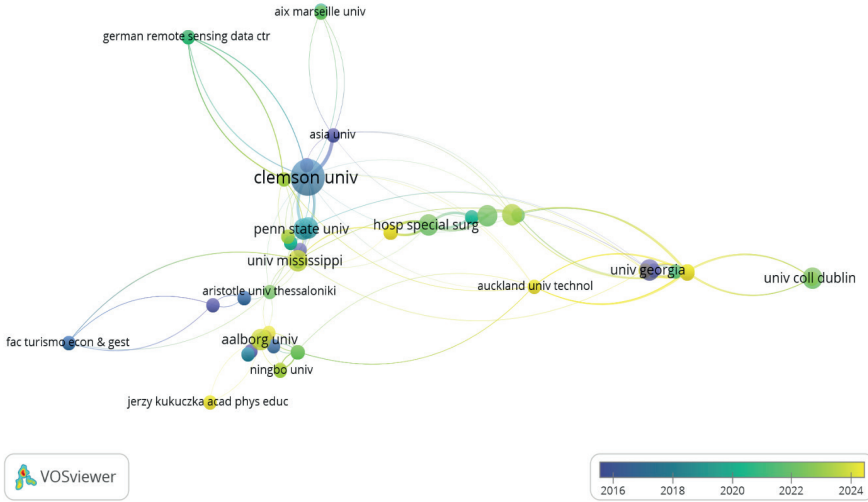 aix marseille univ
german remote sensing data ctr
asia univ
clemson univ
penn state univ
hosp special surg
univ mississippi
univ georgia
univ coll dublin
auckland univ technol
aristotle univ thessaloniki
fac turismo econ & gest
aalborg univ
ningbo univ
jerzy kukuczka acad phys educ
VOSviewer
2016 2018 2020 2022 2024